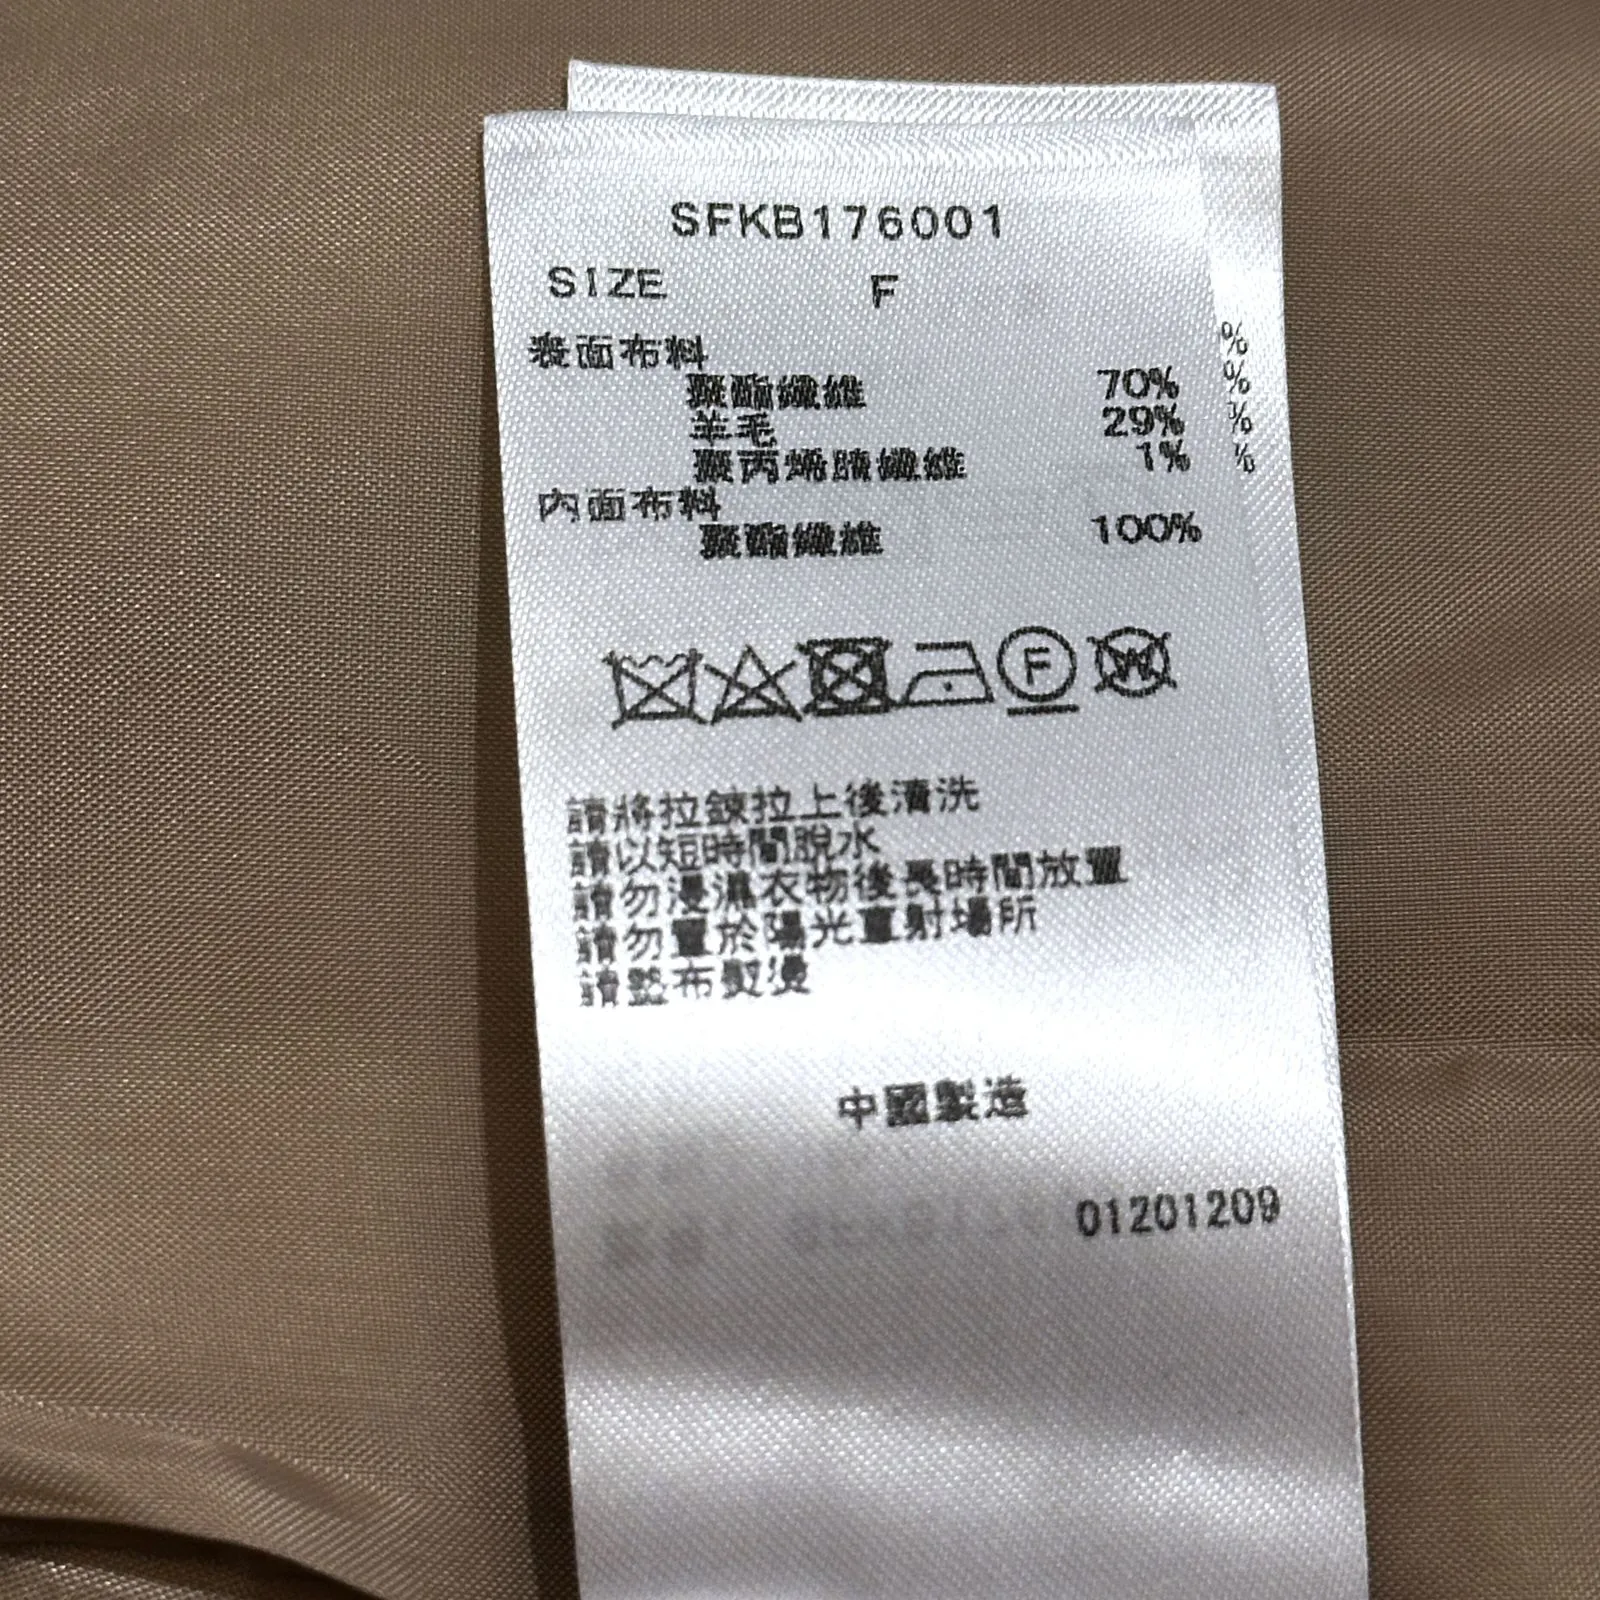 SFKB176001
SIZE F
表面布料
聚酯纖維 70%
羊毛 29%
聚丙烯腈纖維 1%
內面布料
聚酯纖維 100%
F
W
請將拉鍊拉上後清洗
請以短時間脫水
請勿浸濕衣物後長時間放置
請勿置於陽光直射場所
請墊布熨燙
中國製造
01201209
%
%
%
%